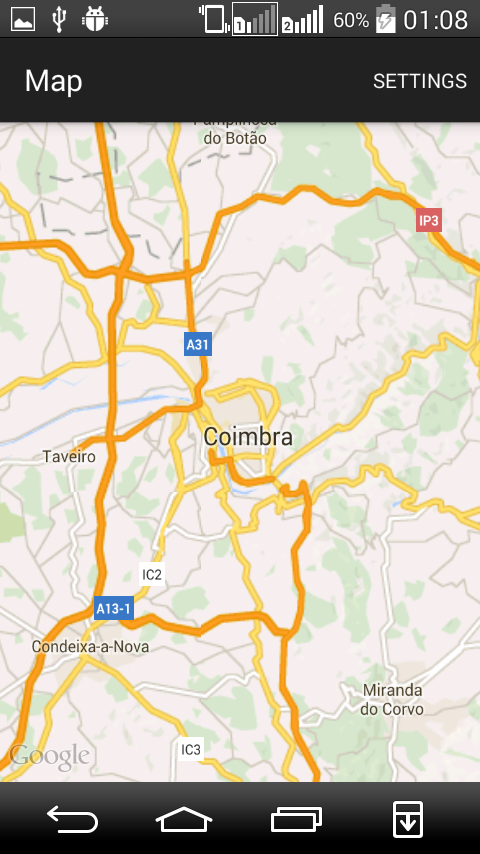 1
2
60%
01:08
Map
SETTINGS
Pampilhosa
do Botão
IP3
A31
Coimbra
Taveiro
IC2
A13-1
Condeixa-a-Nova
Miranda
do Corvo
IC3
Google